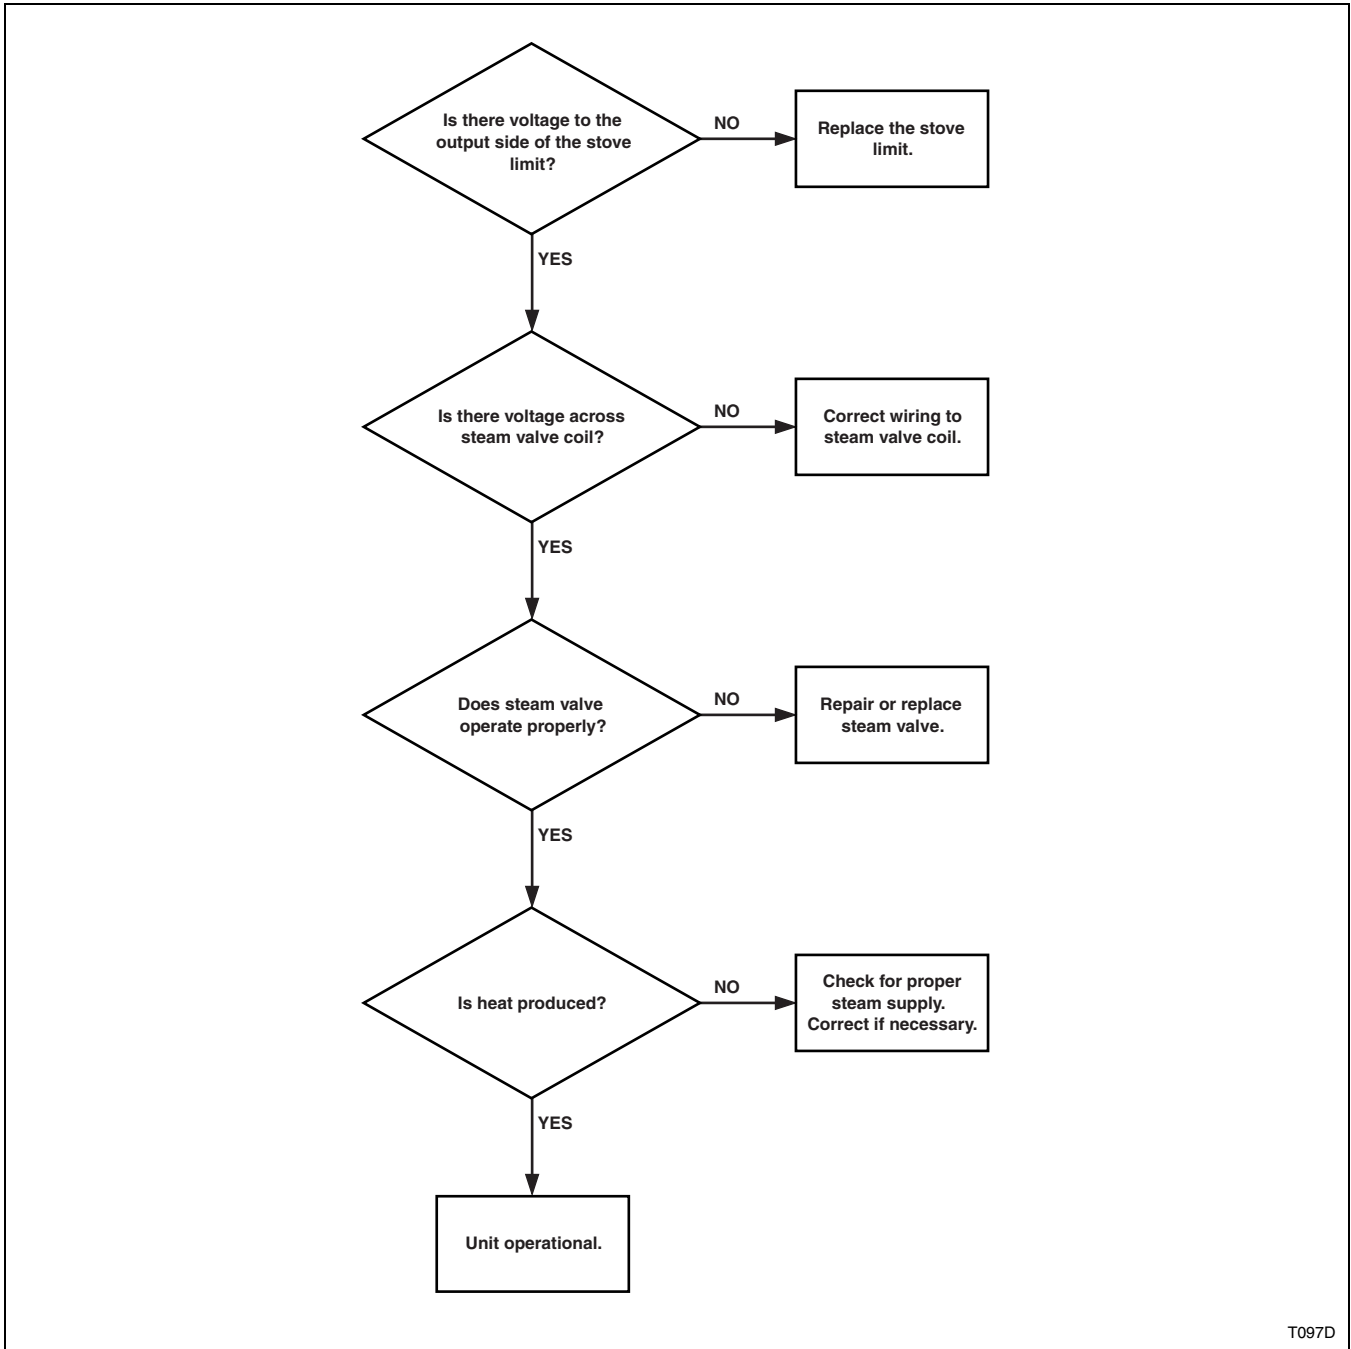 Is there voltage to the
output side of the stove
limit?
NO
Replace the stove
limit.
YES
Is there voltage across
steam valve coil?
NO
Correct wiring to
steam valve coil.
YES
Does steam valve
operate properly?
NO
Repair or replace
steam valve.
YES
Is heat produced?
NO
Check for proper
steam supply.
Correct if necessary.
YES
Unit operational.
T097D